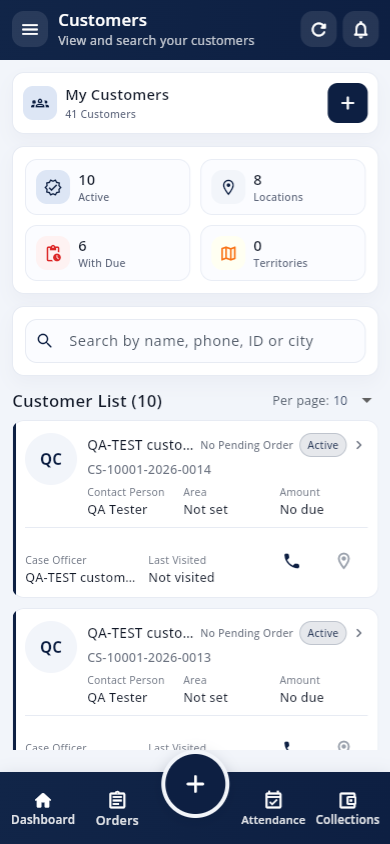 Customers
View and search your customers
My Customers
41 Customers
10
Active
8
Locations
6
With Due
0
Territories
Search by name, phone, ID or city
Customer List (10)
Per page: 10
QA-TEST custo... No Pending Order Active
CS-10001-2026-0014
Contact Person Area Amount
QA Tester Not set No due
Case Officer Last Visited
QA-TEST custom... Not visited
QA-TEST custo... No Pending Order Active
CS-10001-2026-0013
Contact Person Area Amount
QA Tester Not set No due
Case Officer Last Visited
Dashboard Orders Attendance Collections